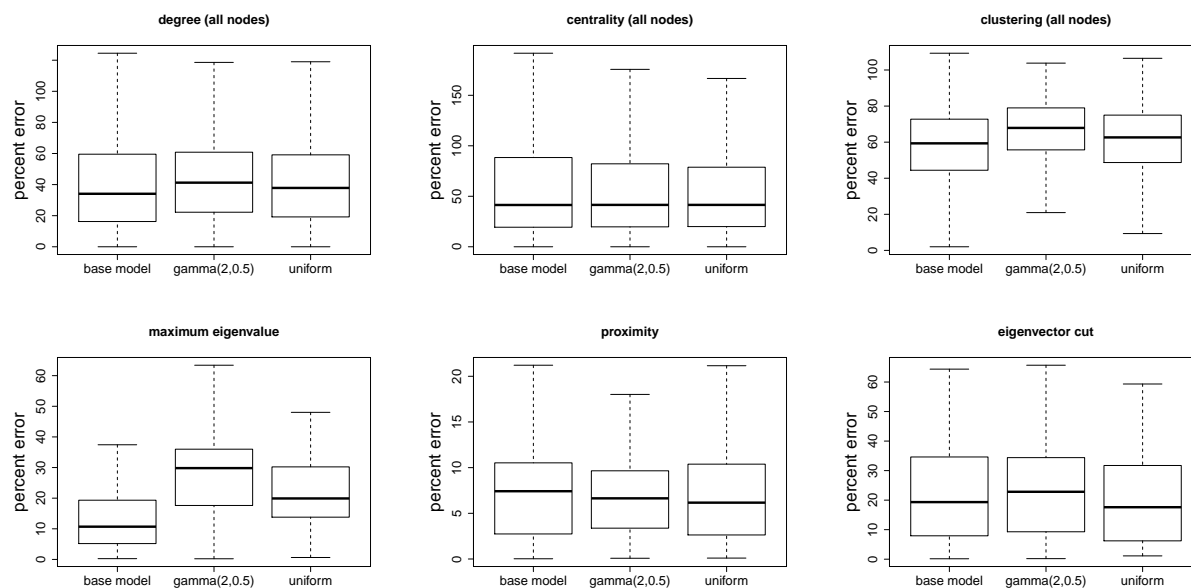 degree (all nodes)
percent error
0 20 40 60 80 100
base model gamma(2,0.5) uniform
centrality (all nodes)
percent error
0 50 100 150
base model gamma(2,0.5) uniform
clustering (all nodes)
percent error
0 20 40 60 80 100
base model gamma(2,0.5) uniform
maximum eigenvalue
percent error
0 10 20 30 40 50 60
base model gamma(2,0.5) uniform
proximity
percent error
0 5 10 15 20
base model gamma(2,0.5) uniform
eigenvector cut
percent error
0 10 20 30 40 50 60
base model gamma(2,0.5) uniform